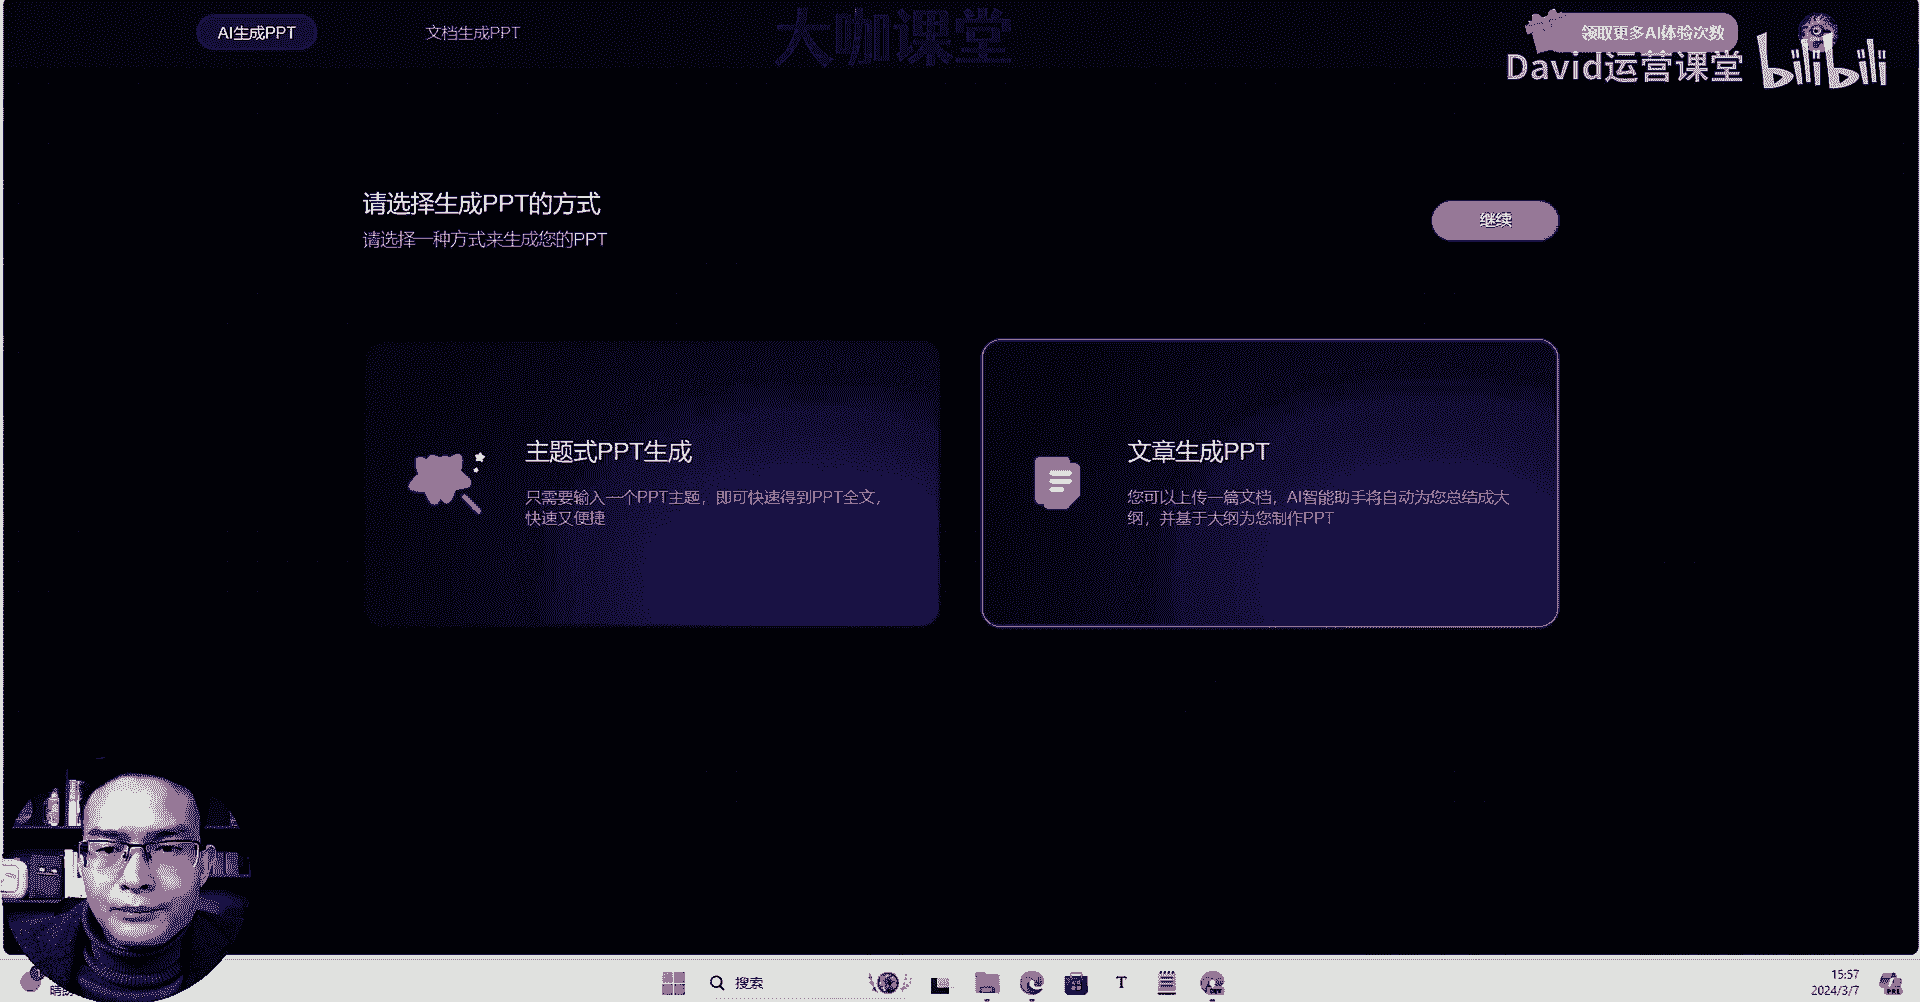 AI生成PPT
文档生成PPT
大咖课堂
领取更多AI体验次数
David运营课堂
bilibili
请选择生成PPT的方式
请选择一种方式来生成您的PPT
继续
主题式PPT生成
只需要输入一个PPT主题，即可快速得到PPT全文，
快速又便捷
文章生成PPT
您可以上传一篇文档，AI智能助手将自动为您总结成大
纲，并基于大纲为您制作PPT
搜索
T
15:57
2024/3/7